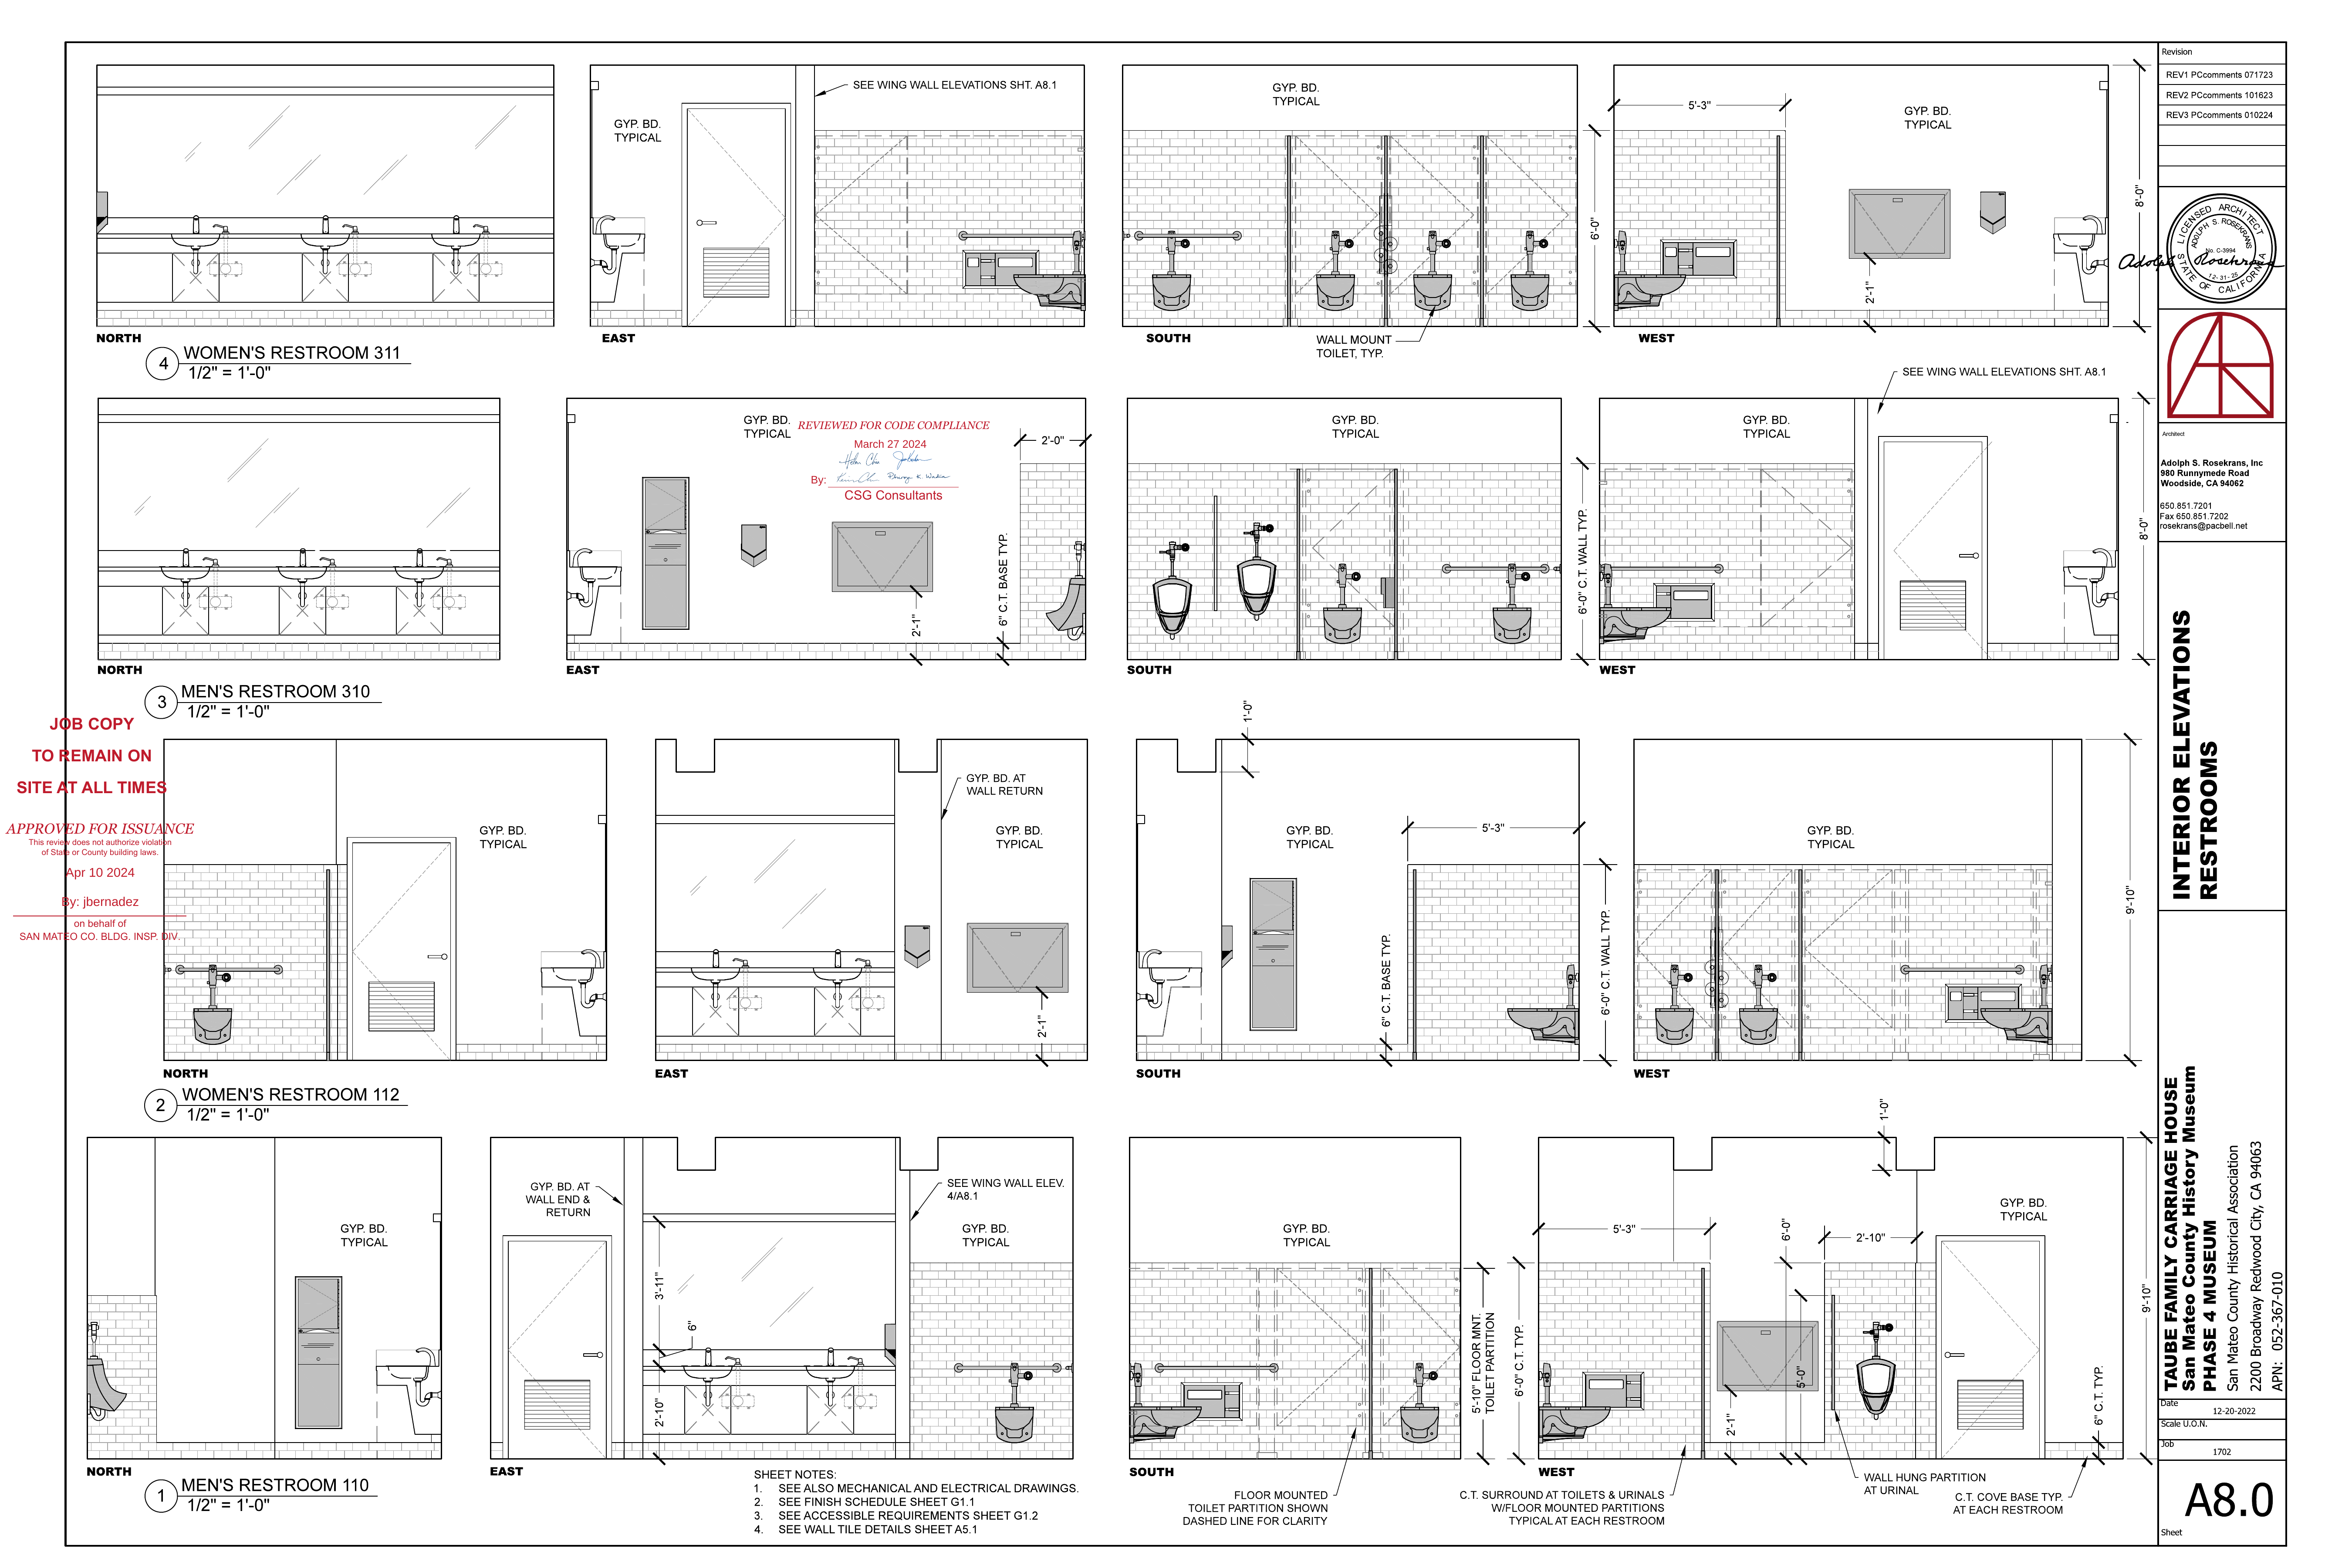 SEE WING WALL ELEVATIONS SHT. A8.1
GYP. BD.
TYPICAL
GYP. BD.
TYPICAL
5'-3"
GYP. BD.
TYPICAL
6'-0"
2'-1"
8'-0"
NORTH
EAST
SOUTH
WALL MOUNT
TOILET, TYP.
WEST
4
WOMEN'S RESTROOM 311
1/2" = 1'-0"
SEE WING WALL ELEVATIONS SHT. A8.1
GYP. BD.
TYPICAL
REVIEWED FOR CODE COMPLIANCE
March 27 2024
By:
CSG Consultants
2'-0"
2'-1"
6" C.T. BASE TYP.
GYP. BD.
TYPICAL
6'-0" C.T. WALL TYP.
GYP. BD.
TYPICAL
8'-0"
NORTH
EAST
SOUTH
WEST
3
MEN'S RESTROOM 310
1/2" = 1'-0"
JOB COPY
TO REMAIN ON
SITE AT ALL TIMES
APPROVED FOR ISSUANCE
This review does not authorize violation
of State or County building laws.
Apr 10 2024
By: jbernadez
on behalf of
SAN MATEO CO. BLDG. INSP. DIV.
GYP. BD.
TYPICAL
GYP. BD. AT
WALL RETURN
GYP. BD.
TYPICAL
2'-1"
1'-0"
GYP. BD.
TYPICAL
5'-3"
6" C.T. BASE TYP.
6'-0" C.T. WALL TYP.
GYP. BD.
TYPICAL
9'-10"
NORTH
EAST
SOUTH
WEST
2
WOMEN'S RESTROOM 112
1/2" = 1'-0"
GYP. BD.
TYPICAL
GYP. BD. AT
WALL END &
RETURN
3'-11"
6"
2'-10"
SEE WING WALL ELEV.
4/A8.1
GYP. BD.
TYPICAL
GYP. BD.
TYPICAL
5'-10" FLOOR MNT.
TOILET PARTITION
6'-0" C.T. TYP.
5'-3"
6'-0"
1'-0"
2'-10"
5'-0"
2'-1"
GYP. BD.
TYPICAL
6" C.T. TYP.
9'-10"
NORTH
EAST
SOUTH
WEST
1
MEN'S RESTROOM 110
1/2" = 1'-0"
SHEET NOTES:
1. SEE ALSO MECHANICAL AND ELECTRICAL DRAWINGS.
2. SEE FINISH SCHEDULE SHEET G1.1
3. SEE ACCESSIBLE REQUIREMENTS SHEET G1.2
4. SEE WALL TILE DETAILS SHEET A5.1
FLOOR MOUNTED
TOILET PARTITION SHOWN
DASHED LINE FOR CLARITY
C.T. SURROUND AT TOILETS & URINALS
W/FLOOR MOUNTED PARTITIONS
TYPICAL AT EACH RESTROOM
WALL HUNG PARTITION
AT URINAL
C.T. COVE BASE TYP.
AT EACH RESTROOM
Revision
REV1 PCcomments 071723
REV2 PCcomments 101623
REV3 PCcomments 010224
LICENSED ARCHITECT
ADOLPH S. ROSEKRANS
No. C-3994
Adolph Rosekrans
12-31-25
STATE OF CALIFORNIA
Architect
Adolph S. Rosekrans, Inc
980 Runnymede Road
Woodside, CA 94062
650.851.7201
Fax 650.851.7202
rosekrans@pacbell.net
INTERIOR ELEVATIONS
RESTROOMS
TAUBE FAMILY CARRIAGE HOUSE
San Mateo County History Museum
PHASE 4 MUSEUM
San Mateo County Historical Association
2200 Broadway Redwood City, CA 94063
APN: 052-367-010
Date
12-20-2022
Scale U.O.N.
Job
1702
A8.0
Sheet